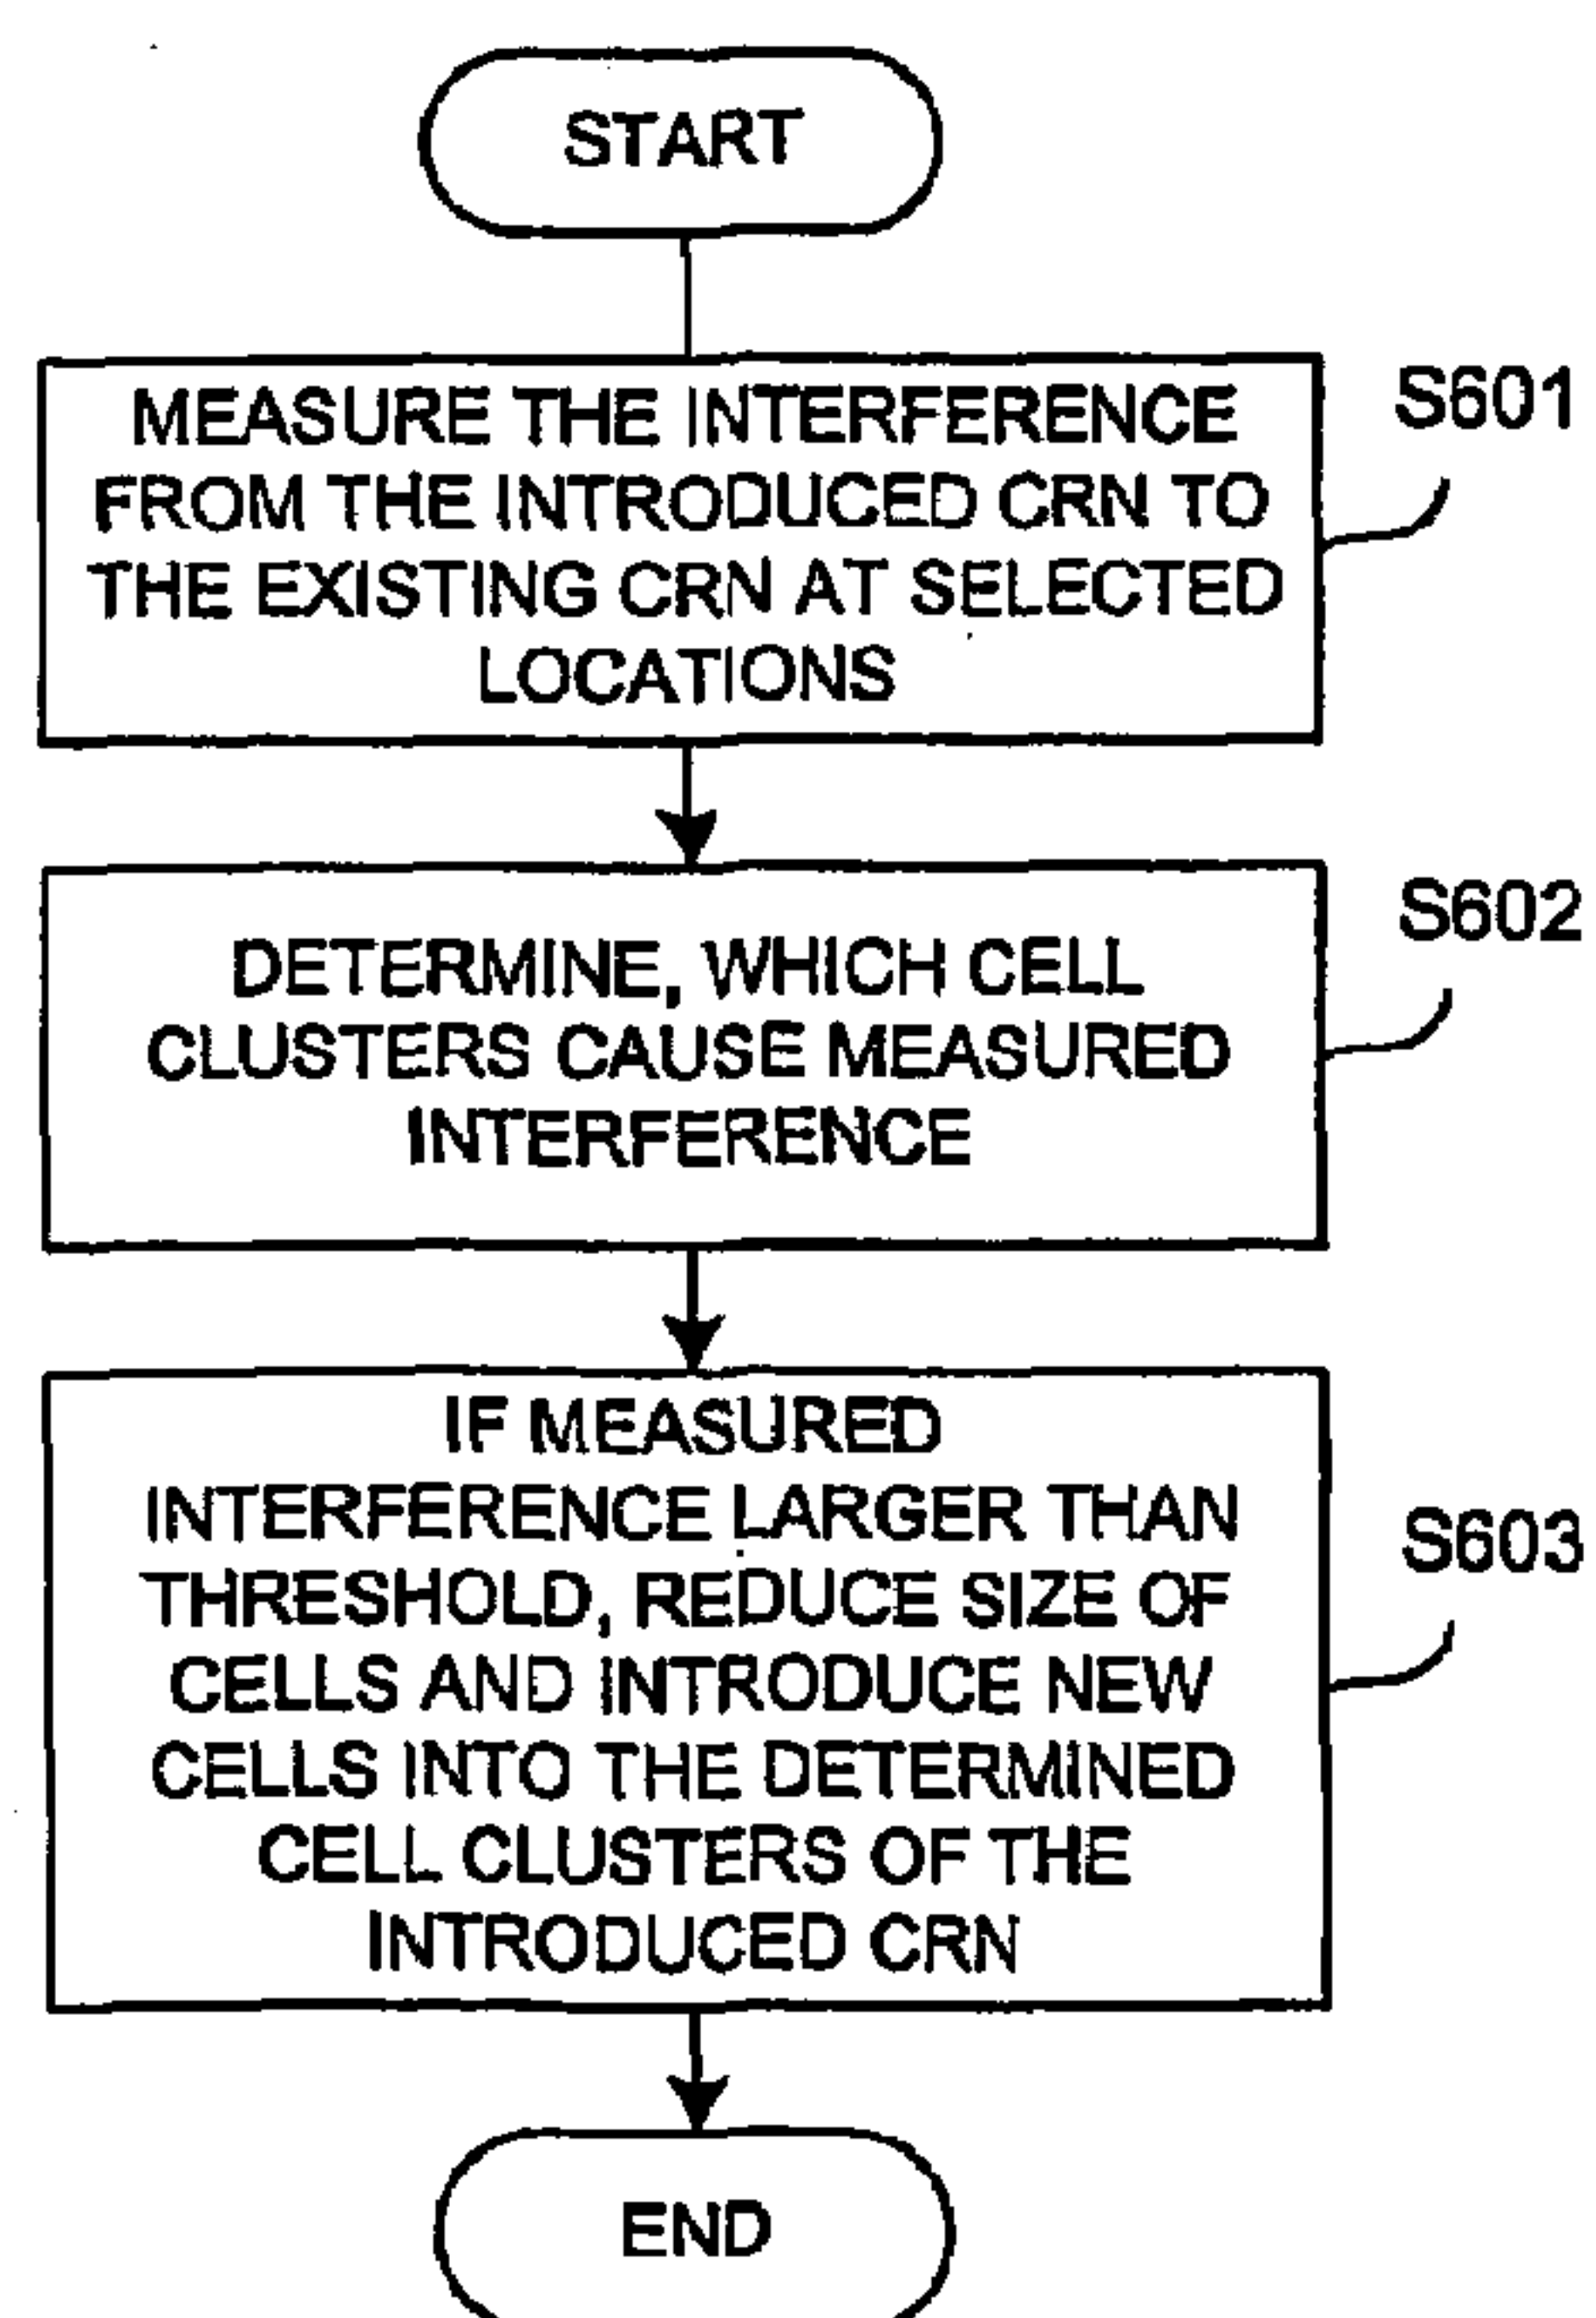 START
MEASURE THE INTERFERENCE
FROM THE INTRODUCED CRN TO
THE EXISTING CRN AT SELECTED
LOCATIONS
S601
DETERMINE, WHICH CELL
CLUSTERS CAUSE MEASURED
INTERFERENCE
S602
IF MEASURED
INTERFERENCE LARGER THAN
THRESHOLD, REDUCE SIZE OF
CELLS AND INTRODUCE NEW
CELLS INTO THE DETERMINED
CELL CLUSTERS OF THE
INTRODUCED CRN
S603
END